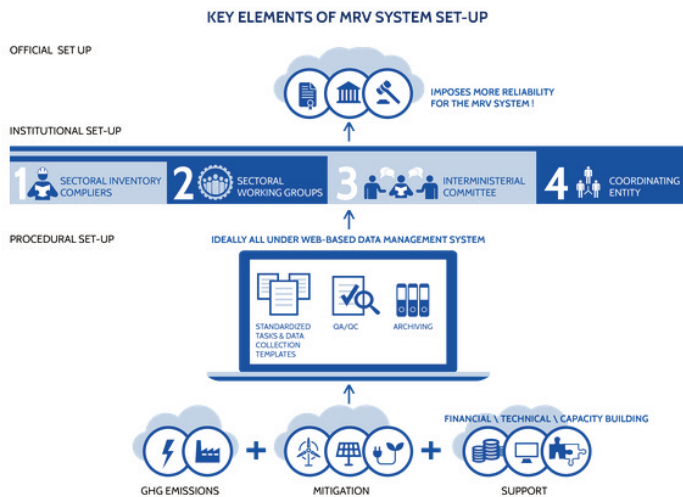 KEY ELEMENTS OF MRV SYSTEM SET-UP
OFFICIAL SET UP
IMPOSES MORE RELIABILITY
FOR THE MRV SYSTEM !
INSTITUTIONAL SET-UP
1 SECTORAL INVENTORY
COMPLIERS
2 SECTORAL
WORKING GROUPS
3 INTERMINISTERIAL
COMMITTEE
4 COORDINATING
ENTITY
PROCEDURAL SET-UP
IDEALLY ALL UNDER WEB-BASED DATA MANAGEMENT SYSTEM
STANDARDIZED
TASKS & DATA
COLLECTION
TEMPLATES
QA/QC
ARCHIVING
FINANCIAL \ TECHNICAL \ CAPACITY BUILDING
GHG EMISSIONS
MITIGATION
SUPPORT